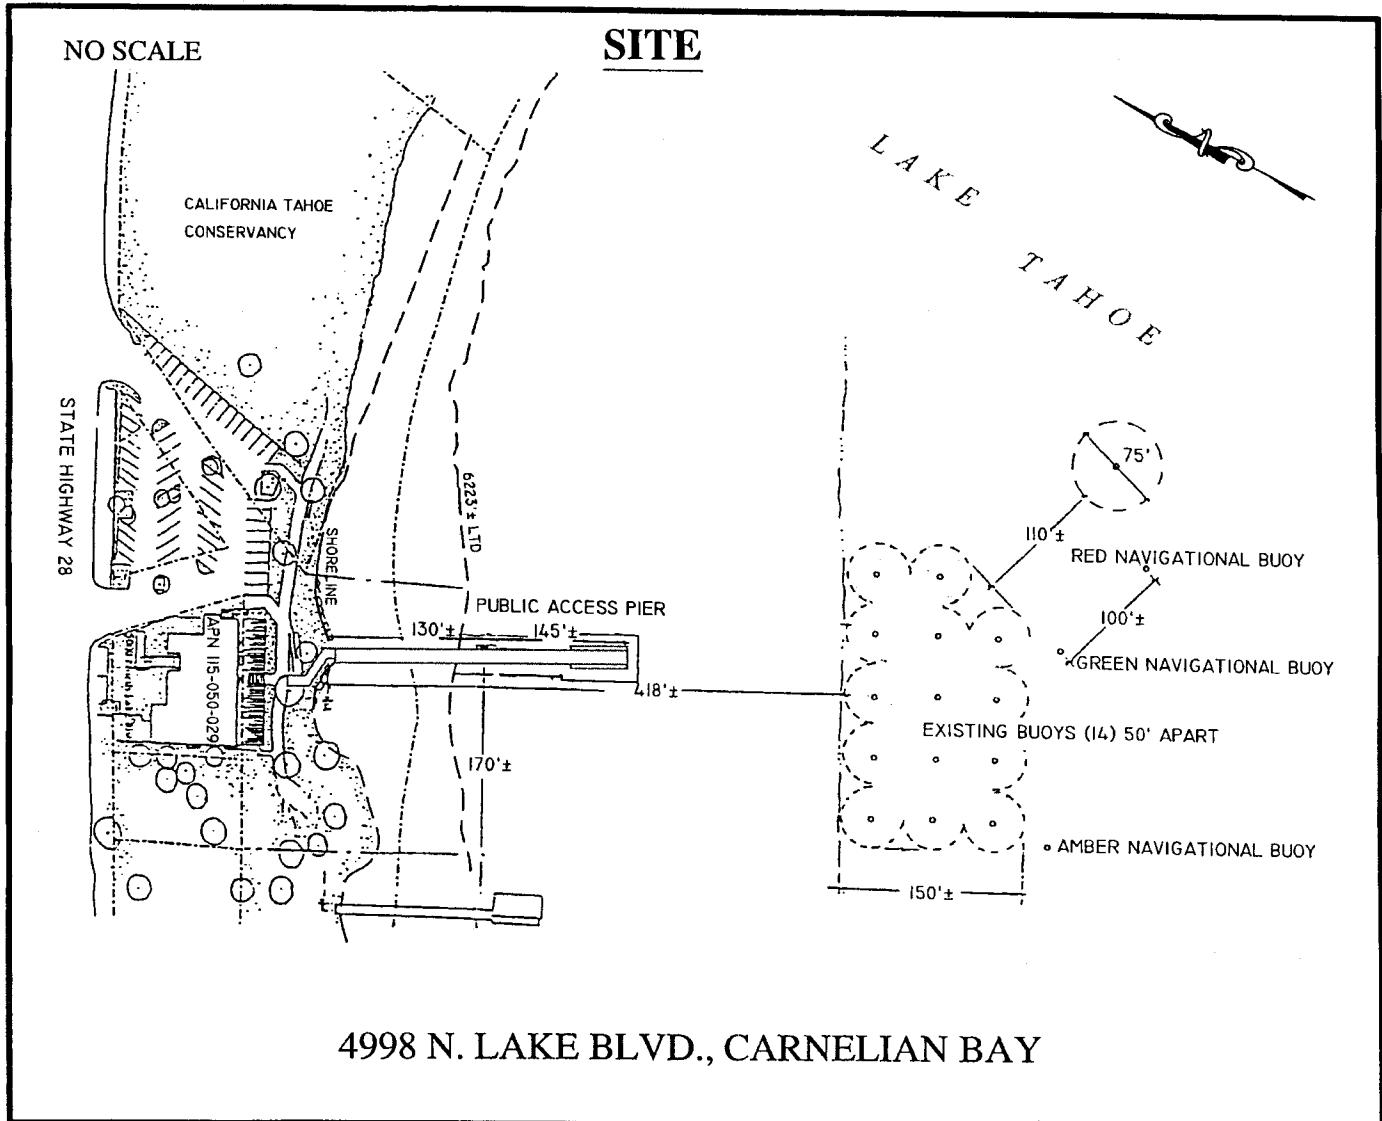 NO SCALE
SITE
LAKE
TAHOE
CALIFORNIA TAHOE
CONSERVANCY
STATE HIGHWAY 28
6223'± LTD
SHORELINE
75'
110'±
RED NAVIGATIONAL BUOY
100'±
GREEN NAVIGATIONAL BUOY
PUBLIC ACCESS PIER
130'±
145'±
APN 115-050-029
418'±
EXISTING BUOYS (14) 50' APART
170'±
AMBER NAVIGATIONAL BUOY
150'±
4998 N. LAKE BLVD., CARNELIAN BAY